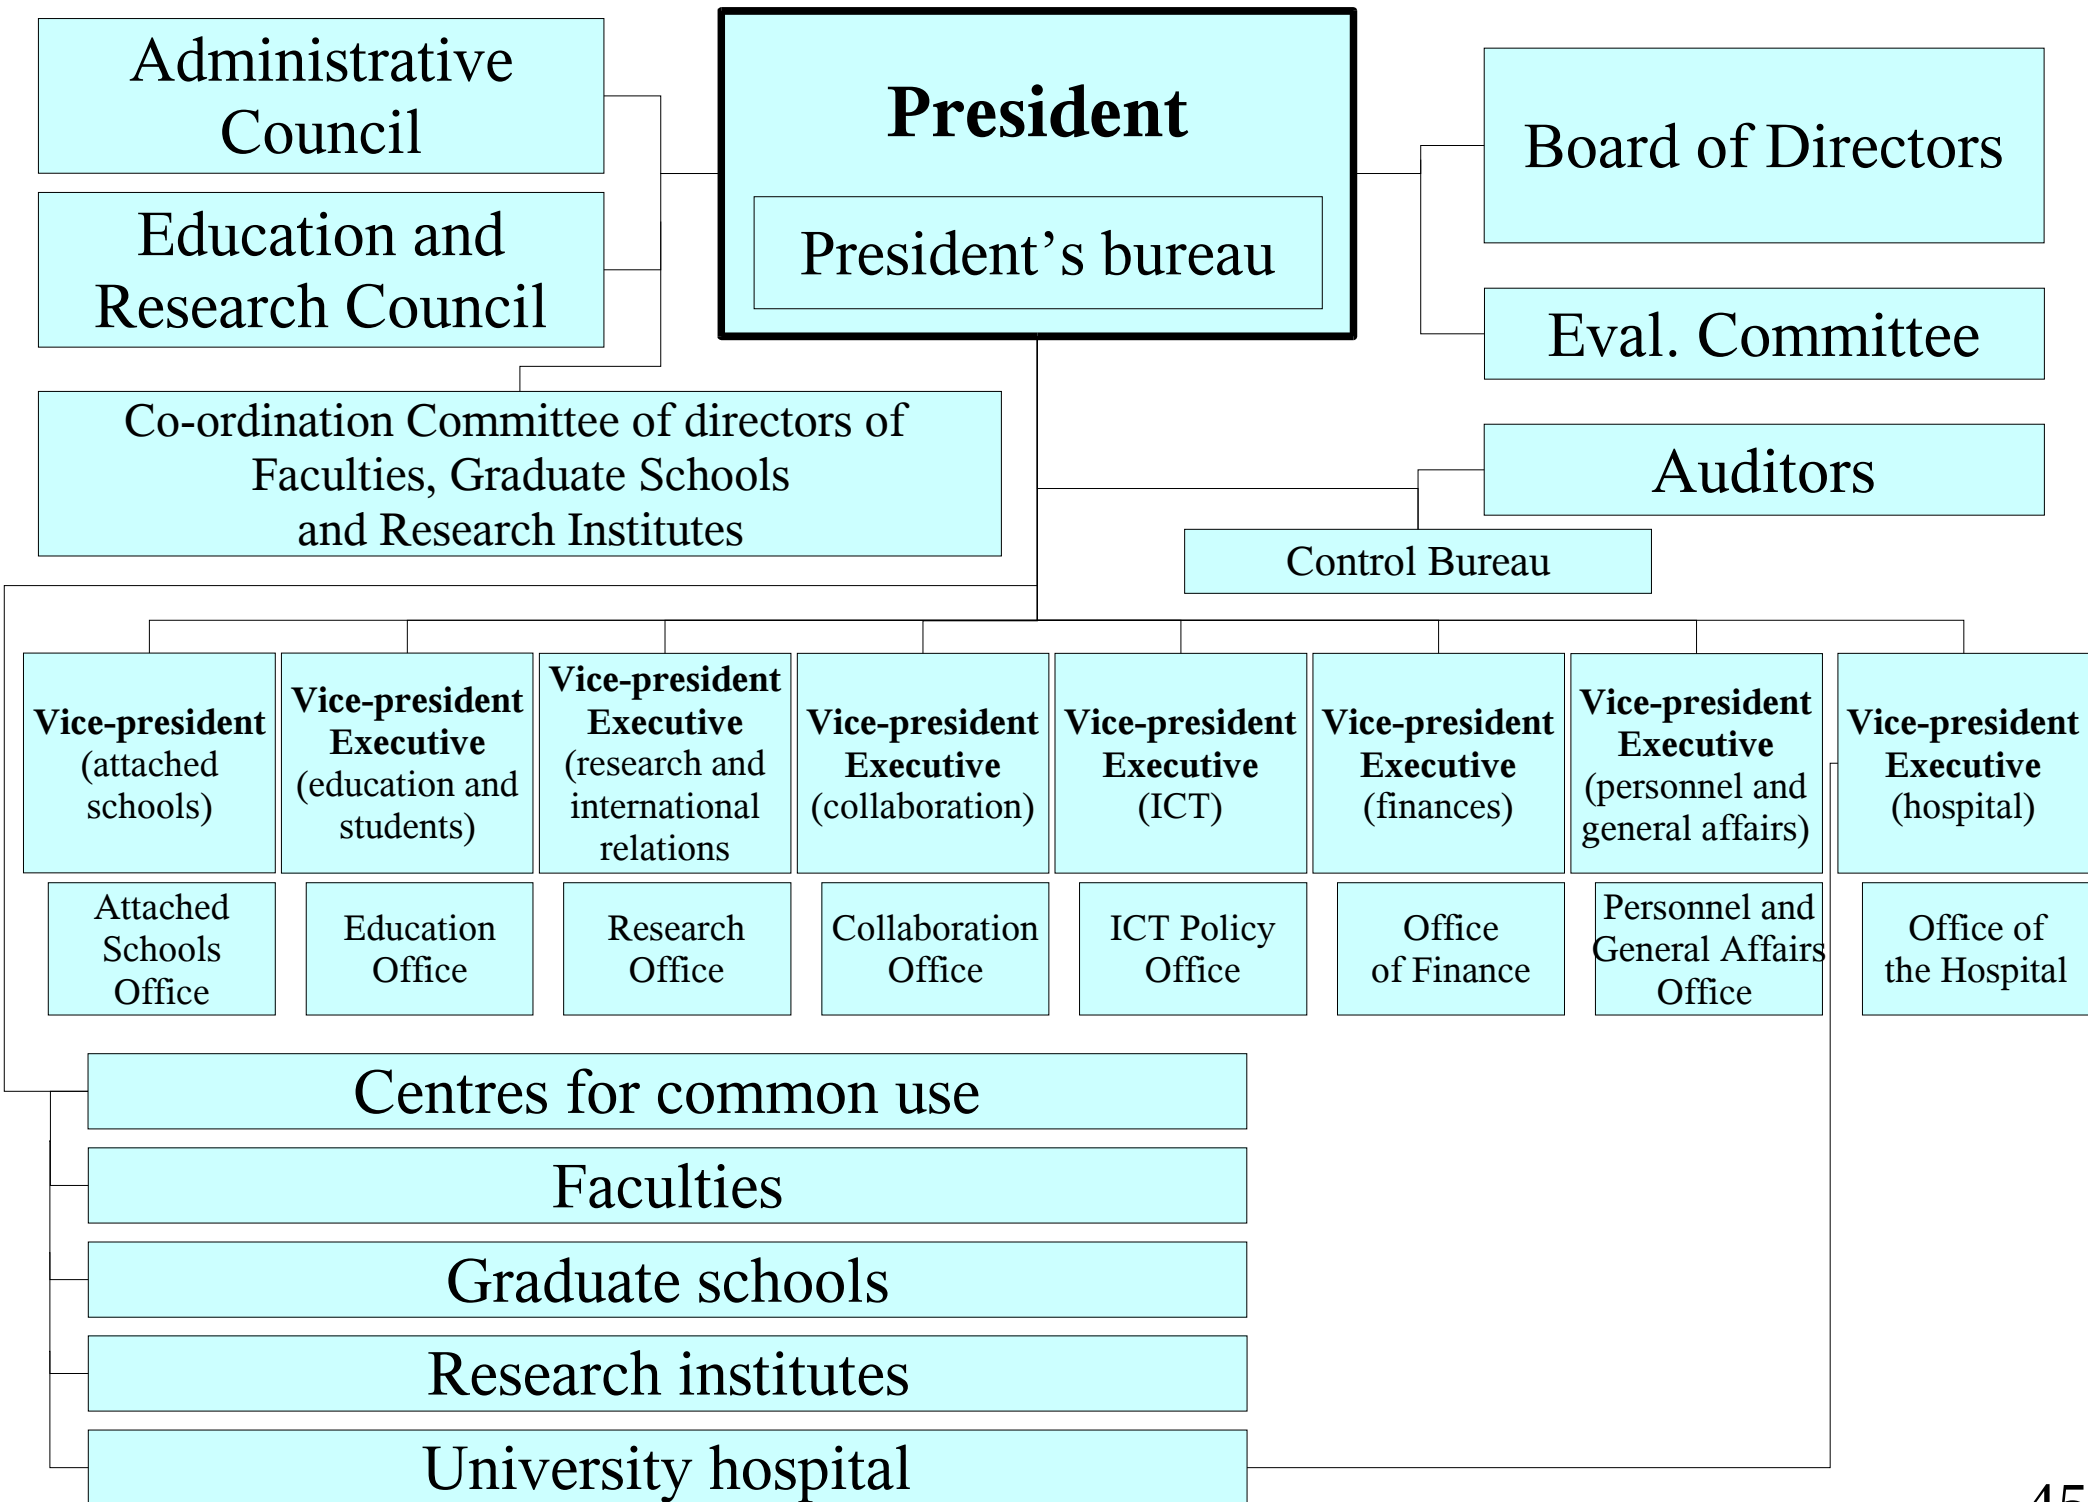 Administrative
Council
President
President’s bureau
Board of Directors
Education and
Research Council
Eval. Committee
Co-ordination Committee of directors of
Faculties, Graduate Schools
and Research Institutes
Auditors
Control Bureau
Vice-president
(attached
schools)
Vice-president
Executive
(education and
students)
Vice-president
Executive
(research and
international
relations
Vice-president
Executive
(collaboration)
Vice-president
Executive
(ICT)
Vice-president
Executive
(finances)
Vice-president
Executive
(personnel and
general affairs)
Vice-president
Executive
(hospital)
Attached
Schools
Office
Education
Office
Research
Office
Collaboration
Office
ICT Policy
Office
Office
of Finance
Personnel and
General Affairs
Office
Office of
the Hospital
Centres for common use
Faculties
Graduate schools
Research institutes
University hospital
45